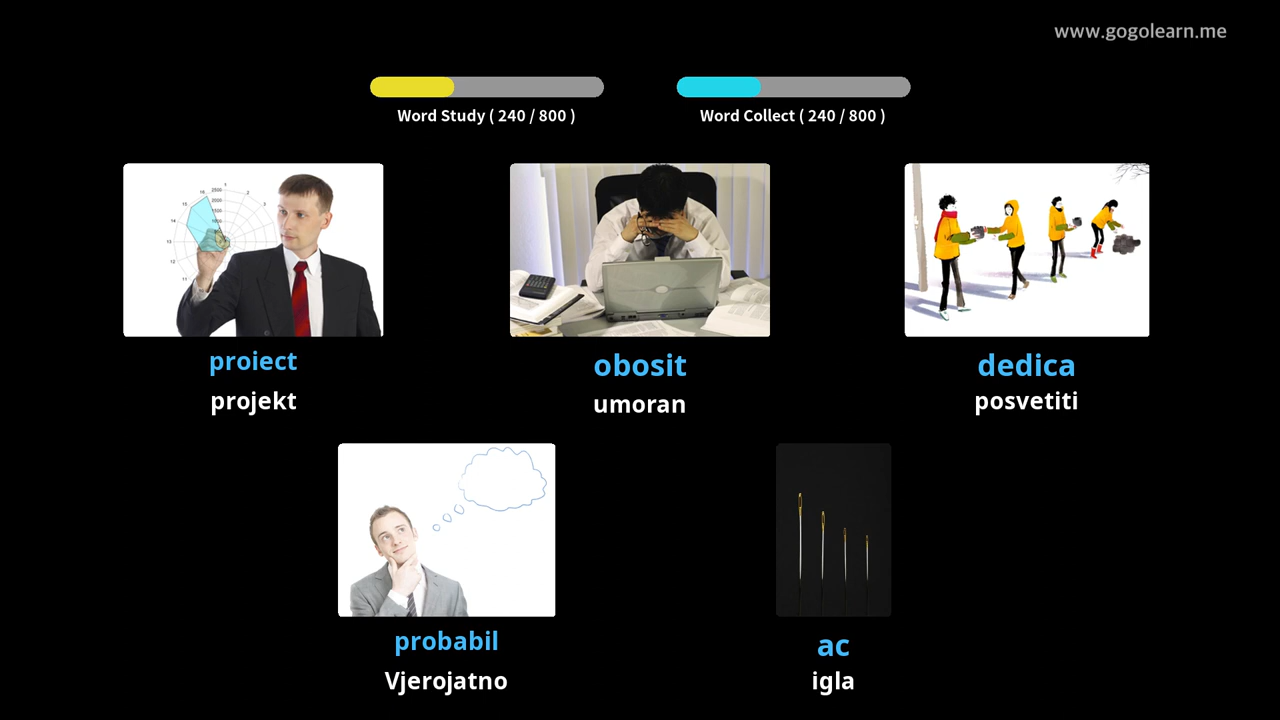 www.gogolearn.me
Word Study ( 240 / 800 )
Word Collect ( 240 / 800 )
proiect
projekt
obosit
umoran
dedica
posvetiti
probabil
Vjerojatno
ac
igla